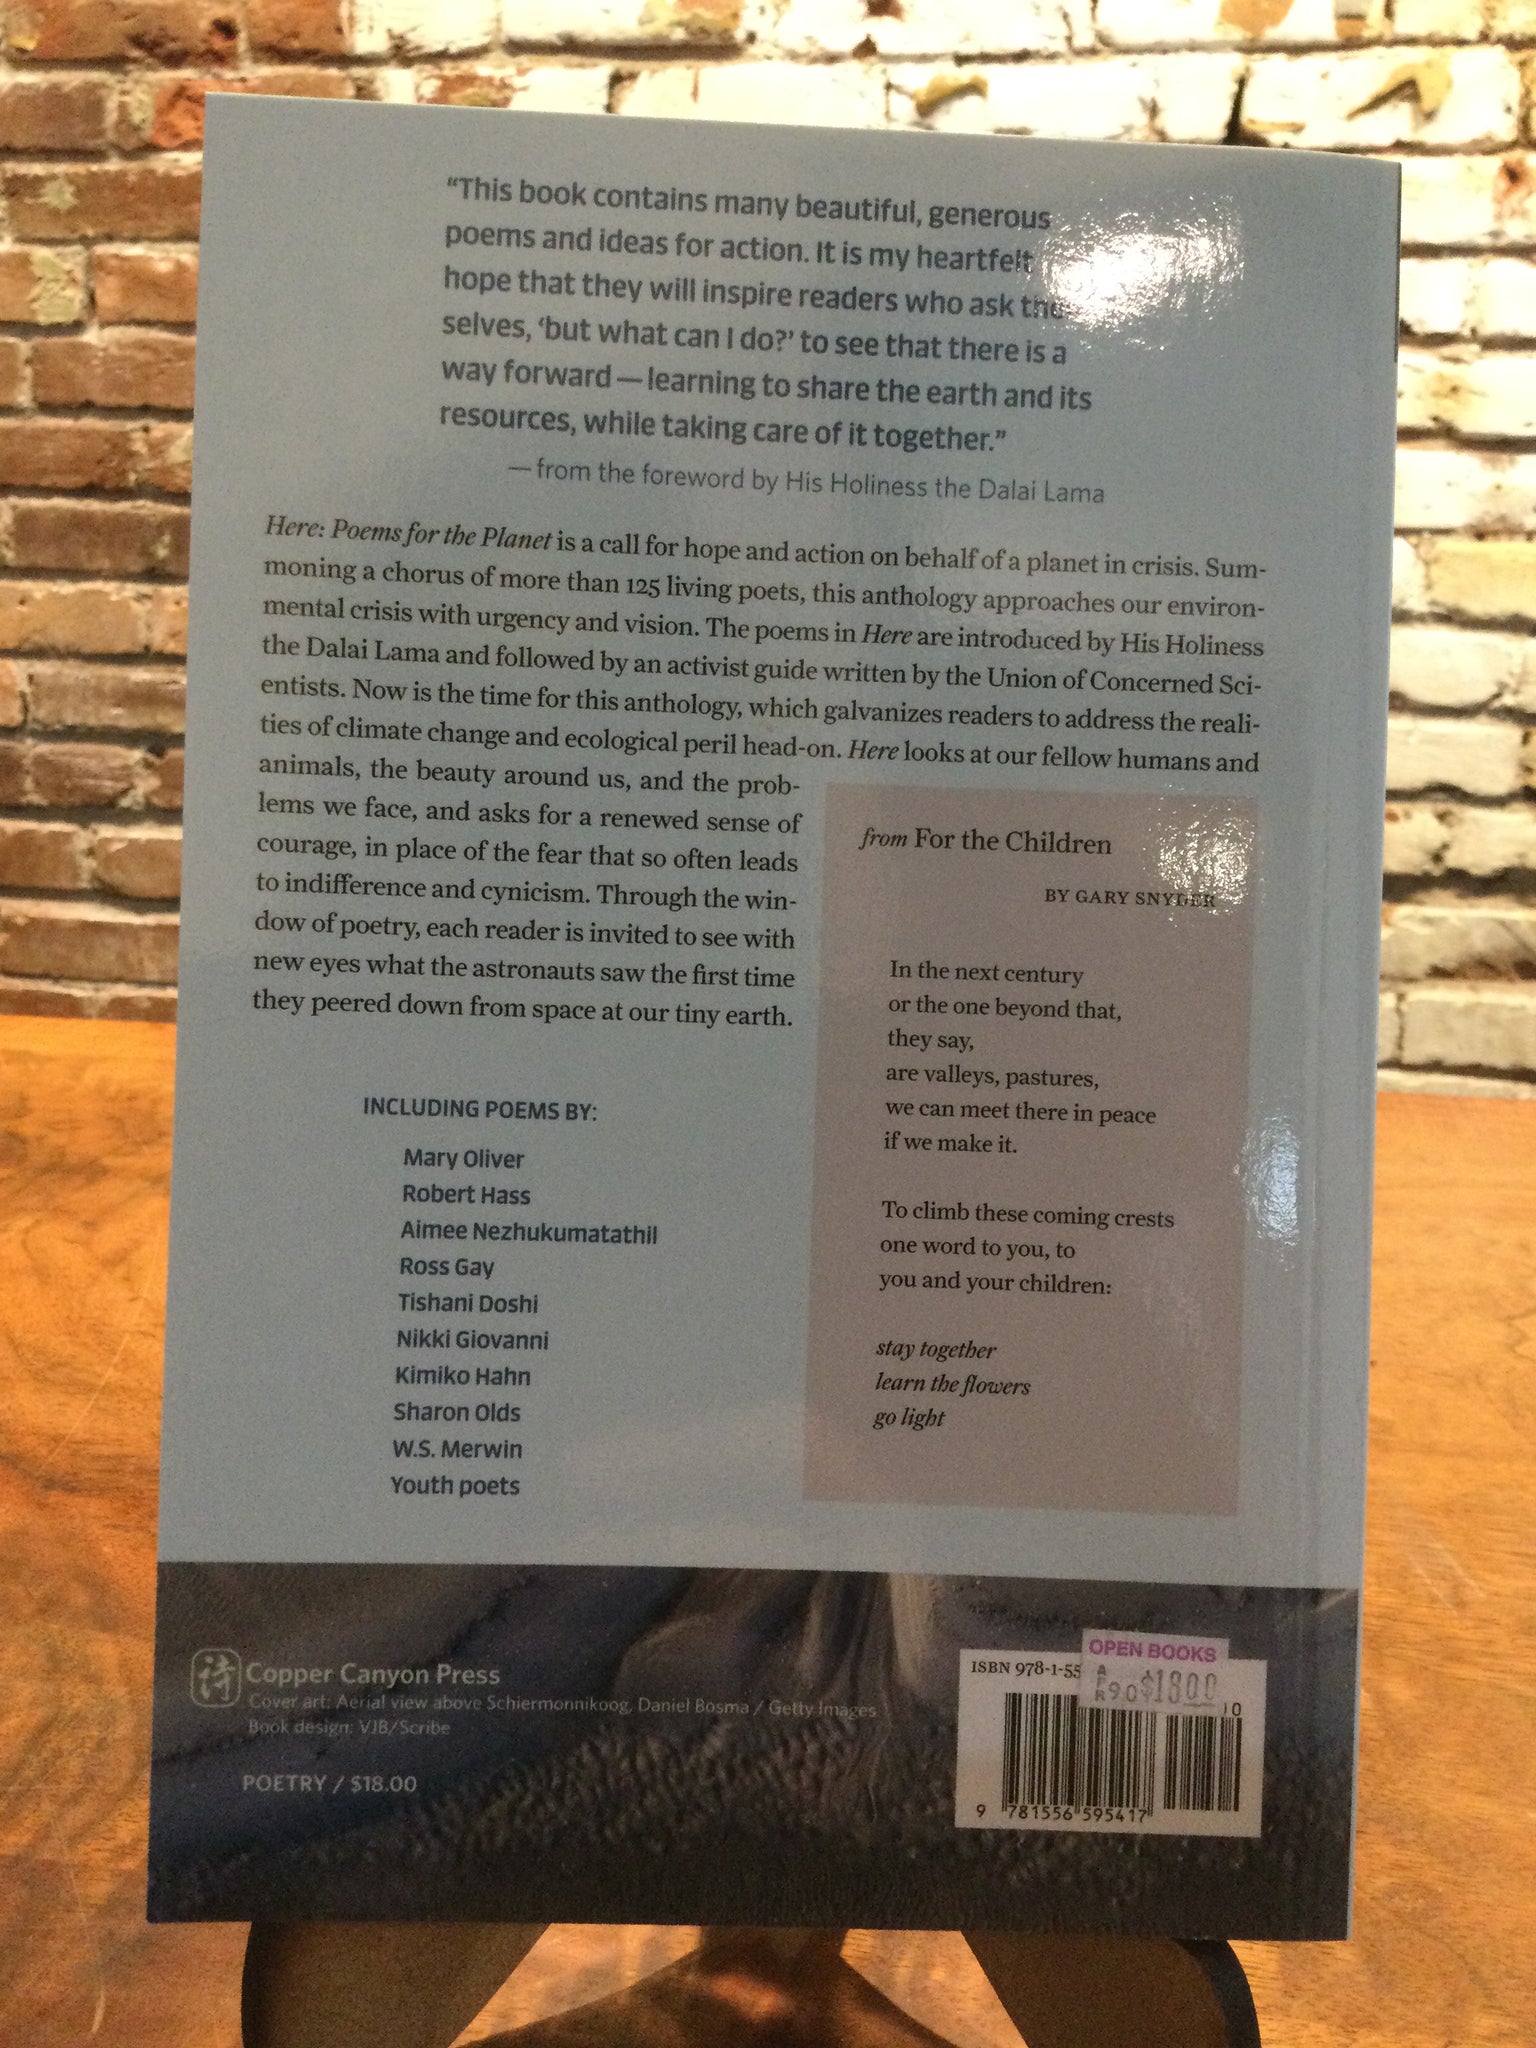 “This book contains many beautiful, generous
poems and ideas for action. It is my heartfelt
hope that they will inspire readers who ask
selves, ‘but what can I do?’ to see that there is a
way forward — learning to share the earth and its
resources, while taking care of it together.”
— from the foreword by His Holiness the Dalai Lama
Here: Poems for the Planet is a call for hope and action on behalf of a planet in crisis. Sum-
moning a chorus of more than 125 living poets, this anthology approaches our environ-
mental crisis with urgency and vision. The poems in Here are introduced by His Holiness
the Dalai Lama and followed by an activist guide written by the Union of Concerned Sci-
entists. Now is the time for this anthology, which galvanizes readers to address the reali-
ties of climate change and ecological peril head-on. Here looks at our fellow humans and
animals, the beauty around us, and the prob-
lems we face, and asks for a renewed sense of
courage, in place of the fear that so often leads
to indifference and cynicism. Through the win-
dow of poetry, each reader is invited to see with
new eyes what the astronauts saw the first time
they peered down from space at our tiny earth.
INCLUDING POEMS BY:
Mary Oliver
Robert Hass
Aimee Nezhukumatathil
Ross Gay
Tishani Doshi
Nikki Giovanni
Kimiko Hahn
Sharon Olds
W.S. Merwin
Youth poets
from For the Children
BY GARY SNYDER
In the next century
or the one beyond that,
they say,
are valleys, pastures,
we can meet there in peace
if we make it.
To climb these coming crests
one word to you, to
you and your children:
stay together
learn the flowers
go light
詩
Copper Canyon Press
Cover art: Aerial view above Schiermonnikoog, Daniel Bosma / Getty Images
Book design: VJB/Scribe
POETRY / $18.00
OPEN BOOKS
$18.00
ISBN 978-1-55
9 781556 595417